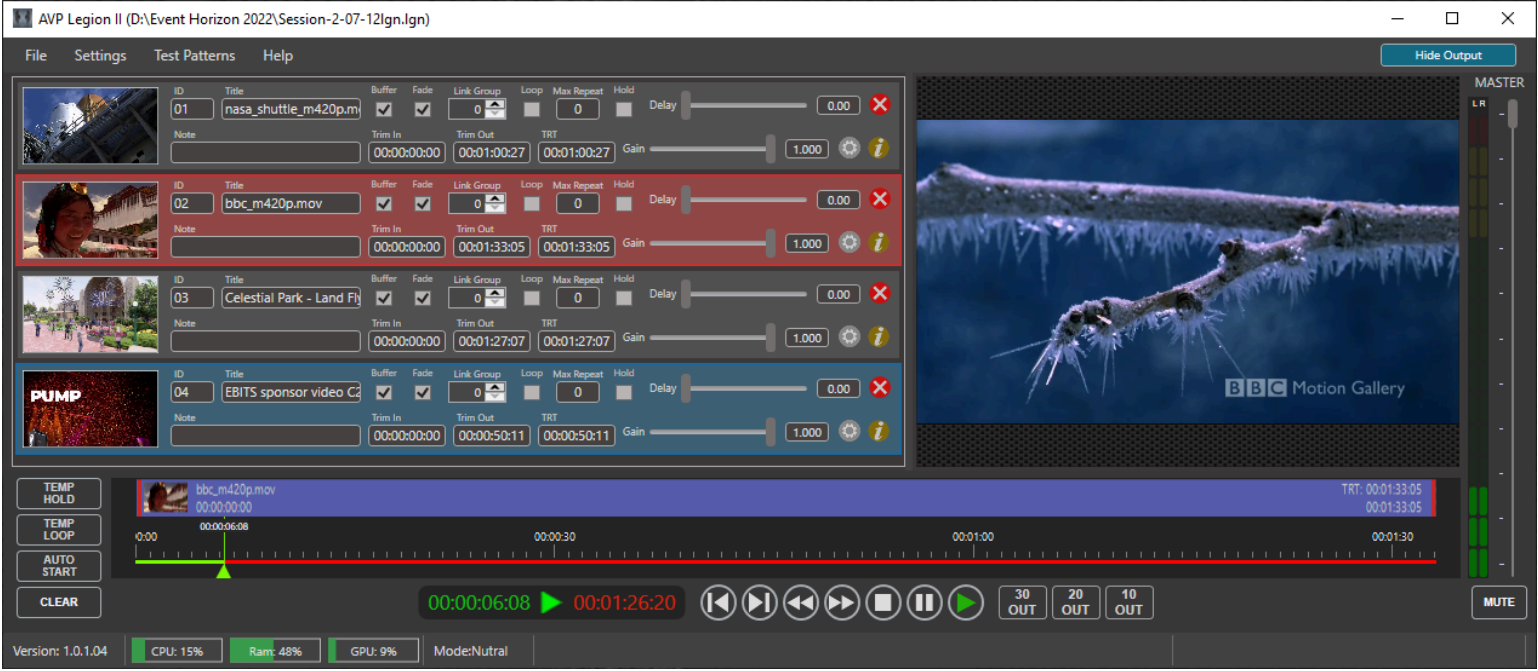 AVP Legion II (D:\Event Horizon 2022\Session-2-07-12lgn.lgn)
File Settings Test Patterns Help
Hide Output
ID Title Buffer Fade Link Group Loop Max Repeat Hold
01 nasa_shuttle_m420p.m 0 0 Delay 0.00
Note Trim In Trim Out TRT
00:00:00:00 00:01:00:27 00:01:00:27 Gain 1.000 i
ID Title Buffer Fade Link Group Loop Max Repeat Hold
02 bbc_m420p.mov 0 0 Delay 0.00
Note Trim In Trim Out TRT
00:00:00:00 00:01:33:05 00:01:33:05 Gain 1.000 i
ID Title Buffer Fade Link Group Loop Max Repeat Hold
03 Celestial Park - Land Fly 0 0 Delay 0.00
Note Trim In Trim Out TRT
00:00:00:00 00:01:27:07 00:01:27:07 Gain 1.000 i
PUMP
ID Title Buffer Fade Link Group Loop Max Repeat Hold
04 EBITS sponsor video C2 0 0 Delay 0.00
Note Trim In Trim Out TRT
00:00:00:00 00:00:50:11 00:00:50:11 Gain 1.000 i
BBC Motion Gallery
MASTER
L R
TEMP
HOLD
TEMP
LOOP
AUTO
START
CLEAR
bbc_m420p.mov TRT: 00:01:33:05
00:00:00:00 00:01:33:05
00:00:06:08
0:00 00:00:30 00:01:00 00:01:30
00:00:06:08 00:01:26:20
30
OUT
20
OUT
10
OUT
MUTE
Version: 1.0.1.04 CPU: 15% Ram: 48% GPU: 9% Mode:Nutral